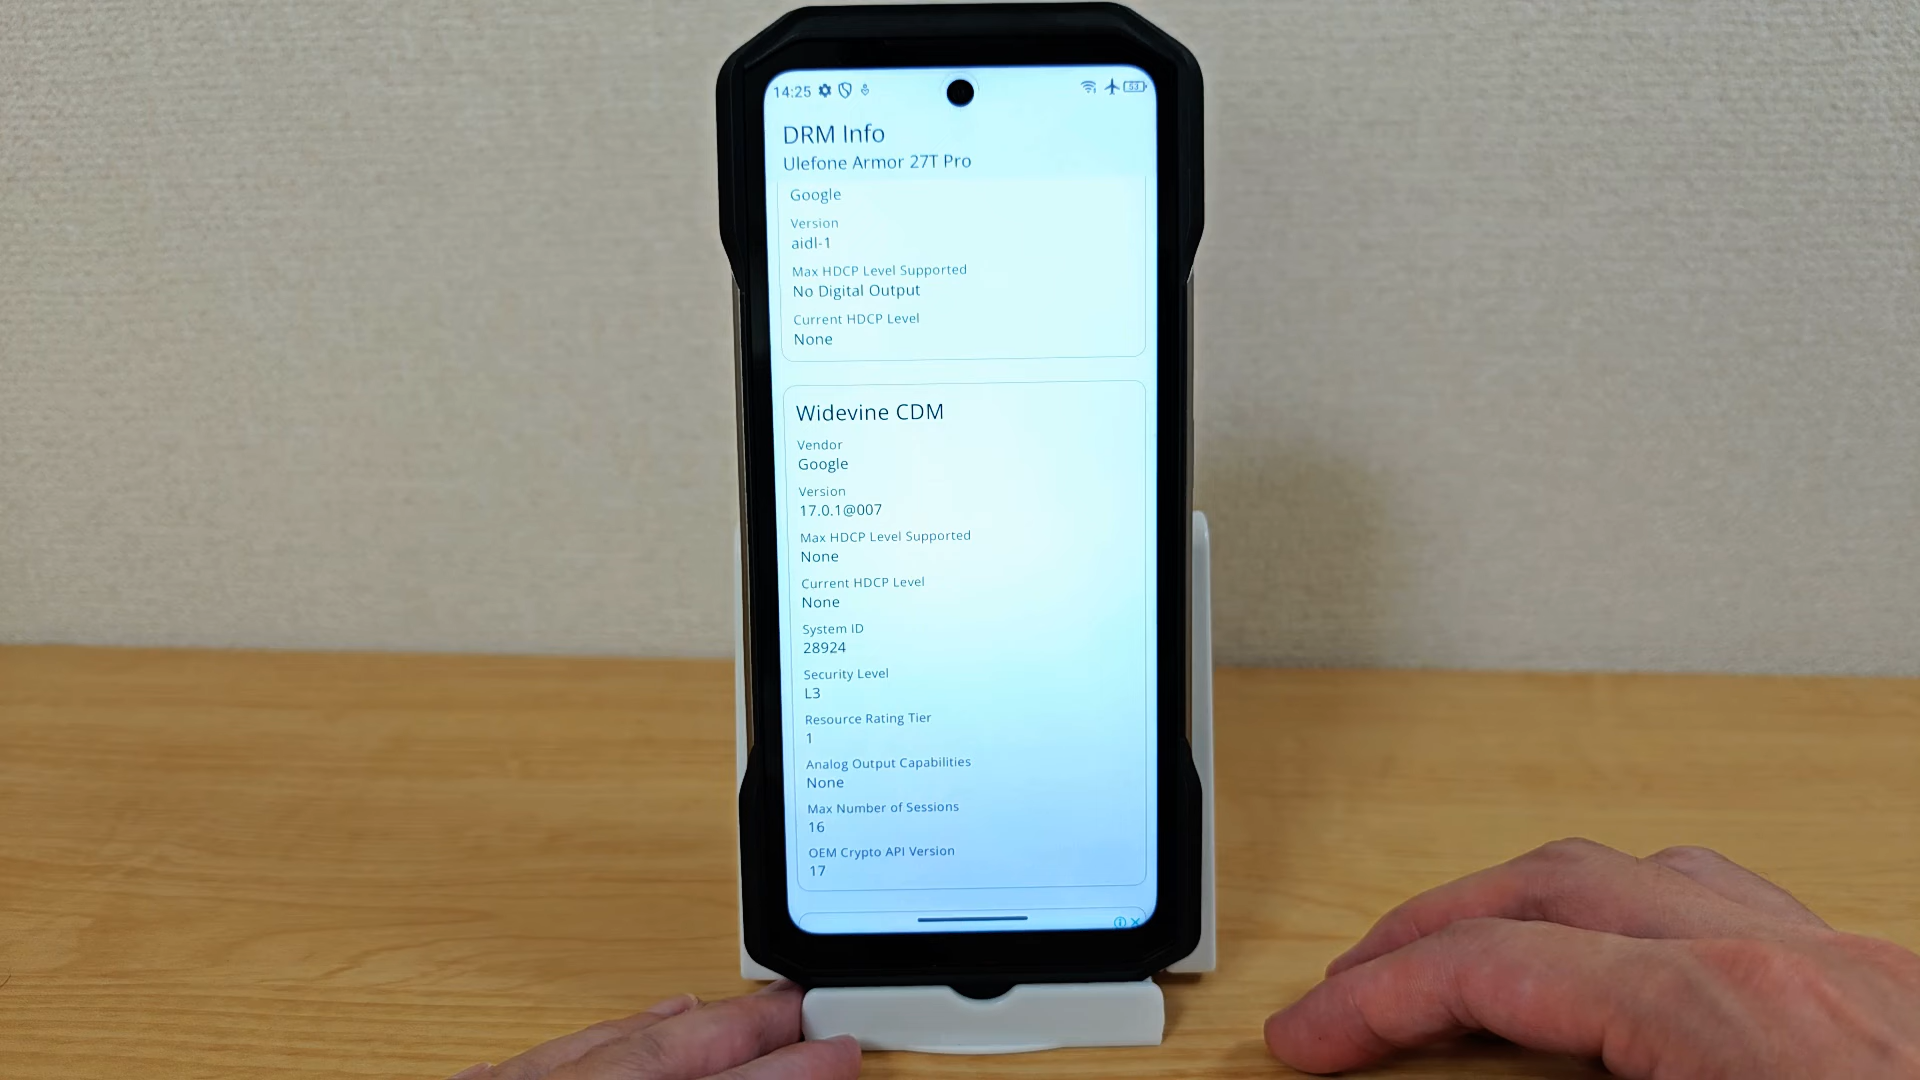 14:25
53
DRM Info
Ulefone Armor 27T Pro
Google
Version
aidl-1
Max HDCP Level Supported
No Digital Output
Current HDCP Level
None
Widevine CDM
Vendor
Google
Version
17.0.1@007
Max HDCP Level Supported
None
Current HDCP Level
None
System ID
28924
Security Level
L3
Resource Rating Tier
1
Analog Output Capabilities
None
Max Number of Sessions
16
OEM Crypto API Version
17